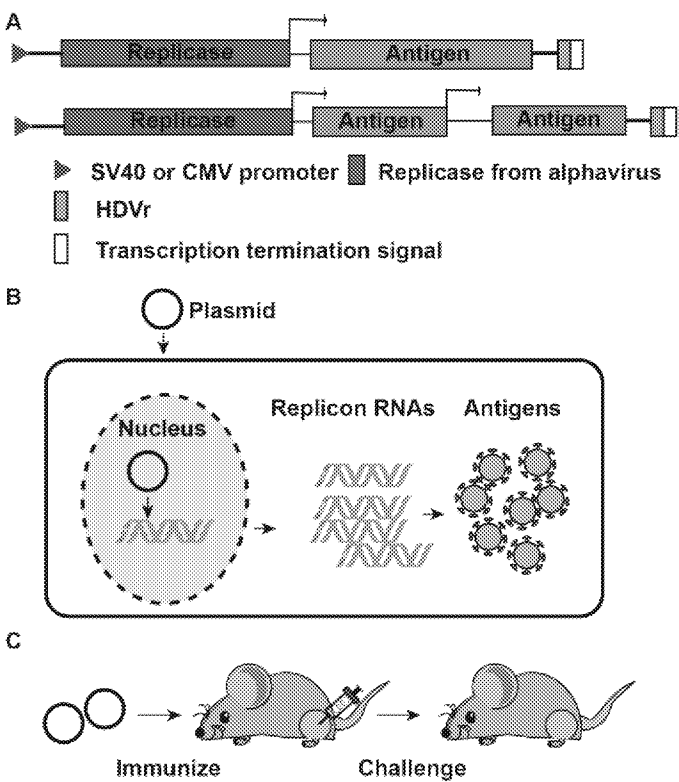 A
Replicase Antigen
Replicase Antigen Antigen
SV40 or CMV promoter Replicase from alphavirus
HDVr
Transcription termination signal
B
Plasmid
Replicon RNAs Antigens
Nucleus
C
Immunize Challenge